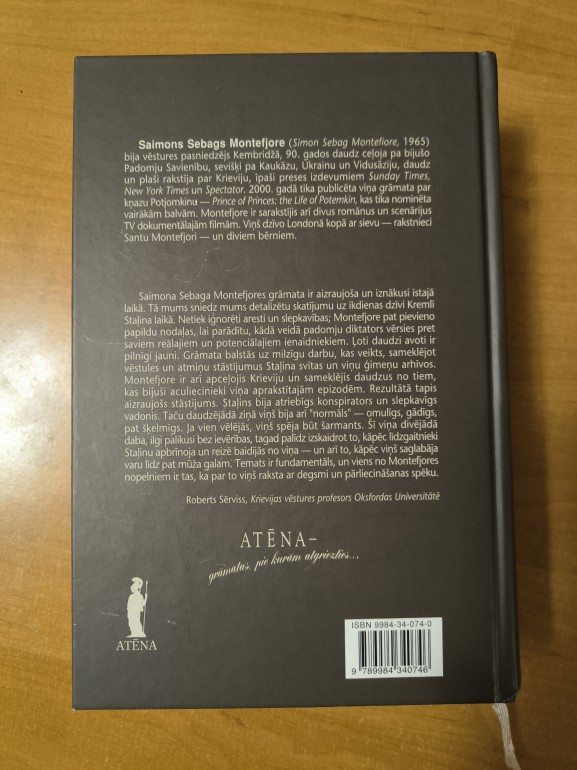 Saimons Sebags Montefjore (Simon Sebag Montefiore, 1965)
bija vēstures pasniedzējs Kembridžā, 90. gados daudz ceļoja pa bijušo
Padomju Savienību, sevišķi pa Kaukāzu, Ukrainu un Vidusāziju, daudz
un plaši rakstīja par Krieviju, īpaši preses izdevumiem Sunday Times,
New York Times un Spectator. 2000. gadā tika publicēta viņa grāmata par
kņazu Potjomkinu — Prince of Princes: the Life of Potemkin, kas tika nominēta
vairākām balvām. Montefjore ir sarakstījis arī divus romānus un scenārijus
TV dokumentālajām filmām. Viņš dzīvo Londonā kopā ar sievu — rakstnieci
Santu Montefjori — un diviem bērniem.
Saimona Sebaga Montefjores grāmata ir aizraujoša un iznākusi īstajā
laikā. Tā mums sniedz mums detalizētu skatījumu uz ikdienas dzīvi Kremlī
Staļina laikā. Netiek ignorēti aresti un slepkavības; Montefjore pat pievieno
papildu nodaļas, lai parādītu, kādā veidā padomju diktators vērsies pret
saviem reālajiem un potenciālajiem ienaidniekiem. Ļoti daudzi avoti ir
pilnīgi jauni. Grāmata balstās uz milzīgu darbu, kas veikts, sameklējot
vēstules un atmiņu stāstījumus Staļina svītas un viņu ģimeņu arhīvos.
Montefjore ir arī apceļojis Krieviju un sameklējis daudzus no tiem,
kas bijuši aculiecinieki viņa aprakstītajām epizodēm. Rezultātā tapis
aizraujošs stāstījums. Staļins bija atriebīgs konspirators un slepkavīgs
vadonis. Taču daudzējādā ziņā viņš bija arī "normāls" — omulīgs, gādīgs,
pat šķelmīgs. Ja vien vēlējās, viņš spēja būt šarmants. Šī viņa divējādā
daba, ilgi palikusi bez ievērības, tagad palīdz izskaidrot to, kāpēc līdzgaitnieki
Staļinu apbrīnoja un reizē baidījās no viņa — un arī to, kāpēc viņš saglabāja
varu līdz pat mūža galam. Temats ir fundamentāls, un viens no Montefjores
nopelniem ir tas, ka par to viņš raksta ar degsmi un pārliecināšanas spēku.
Roberts Sērviss, Krievijas vēstures profesors Oksfordas Universitātē
ATĒNA–
grāmatas, pie kurām atgriezties...
ATĒNA
ISBN 9984-34-074-0
9 789984 340746